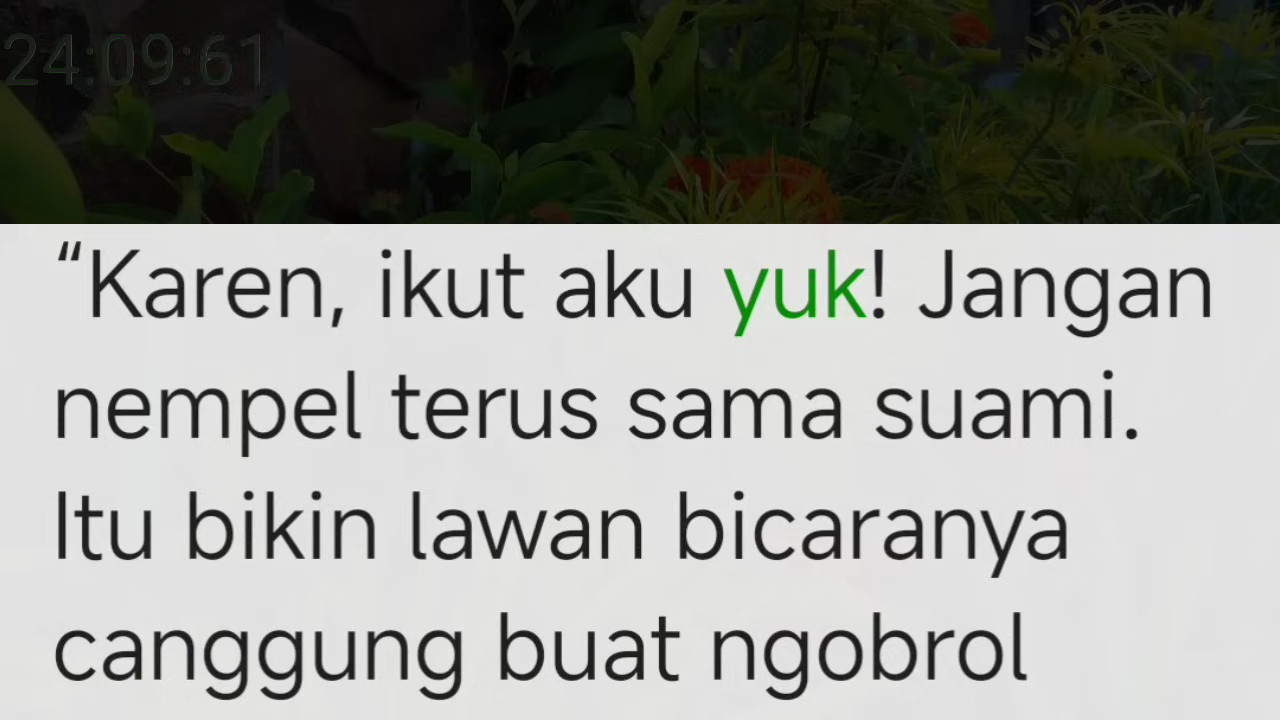 24:09:61
“Karen, ikut aku yuk! Jangan
nempel terus sama suami.
Itu bikin lawan bicaranya
canggung buat ngobrol